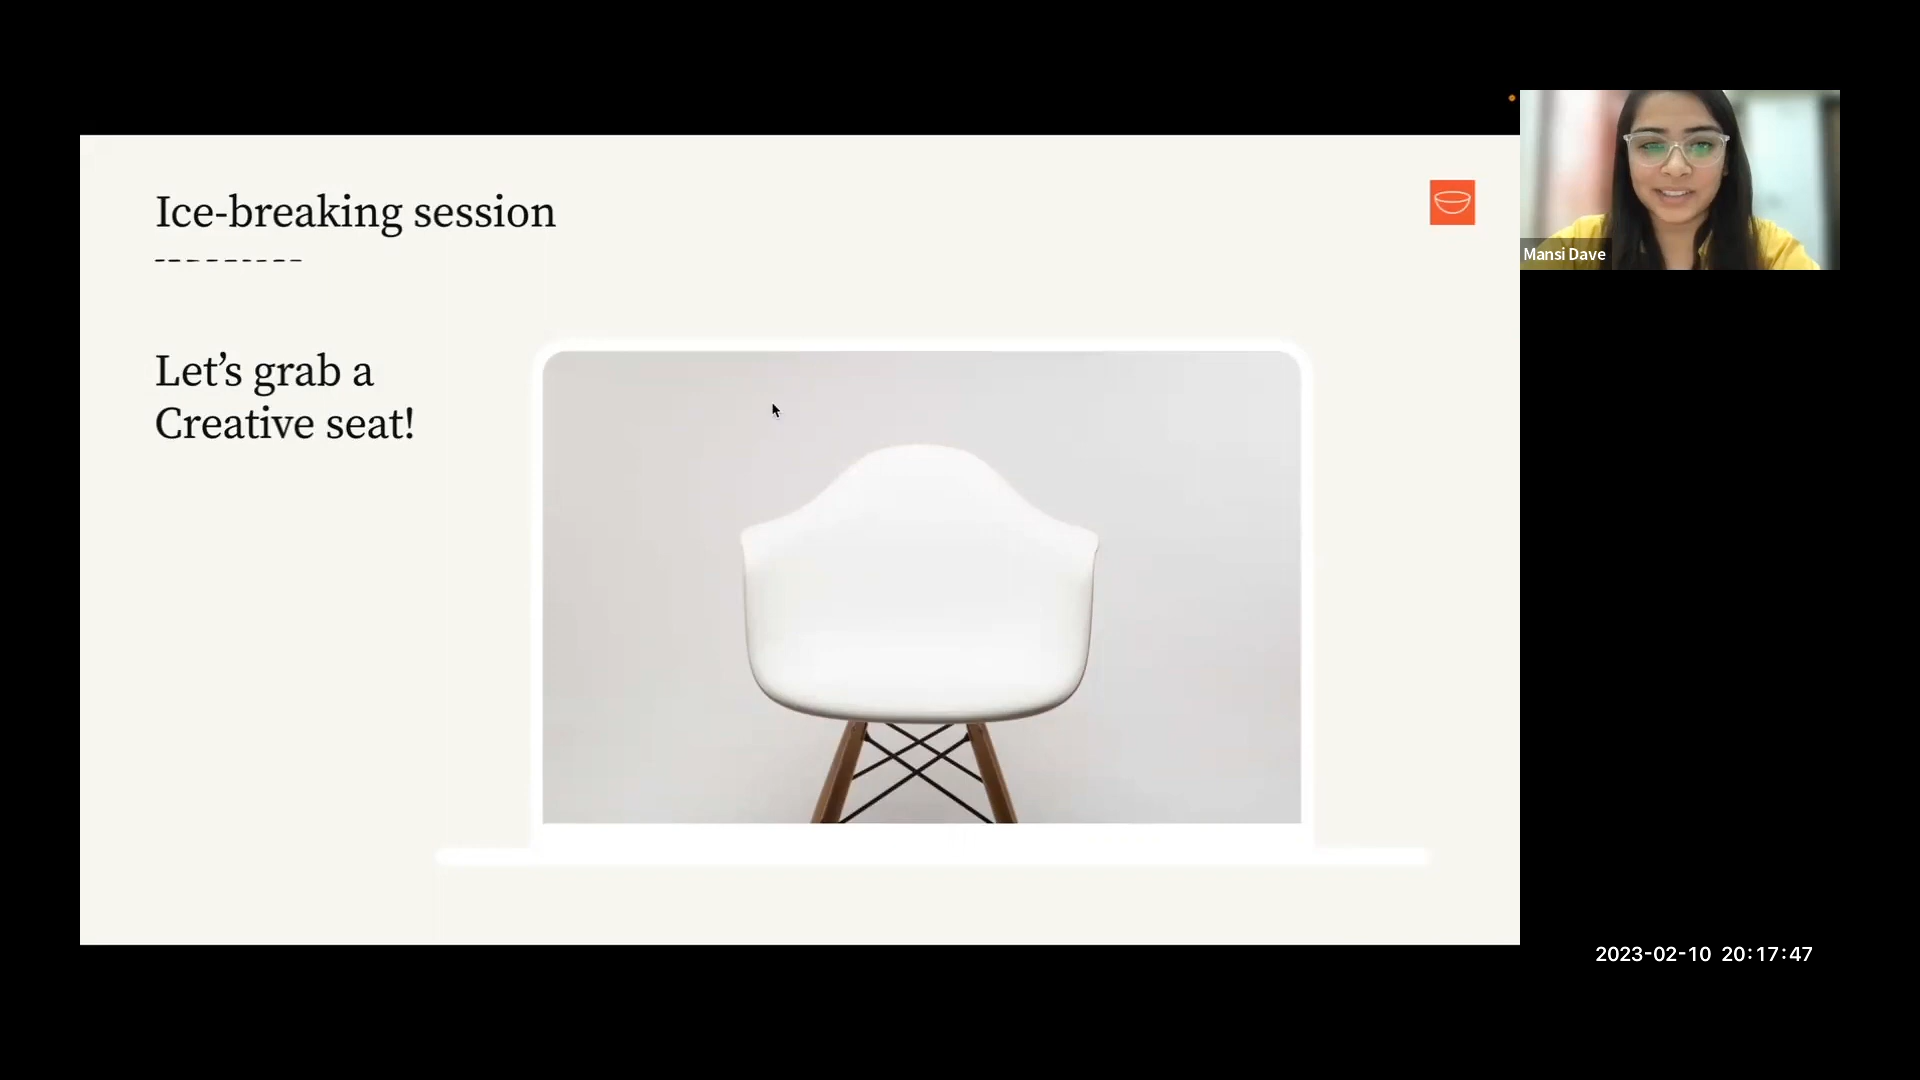 Ice-breaking session
Let’s grab a
Creative seat!
Mansi Dave
2023-02-10 20:17:47